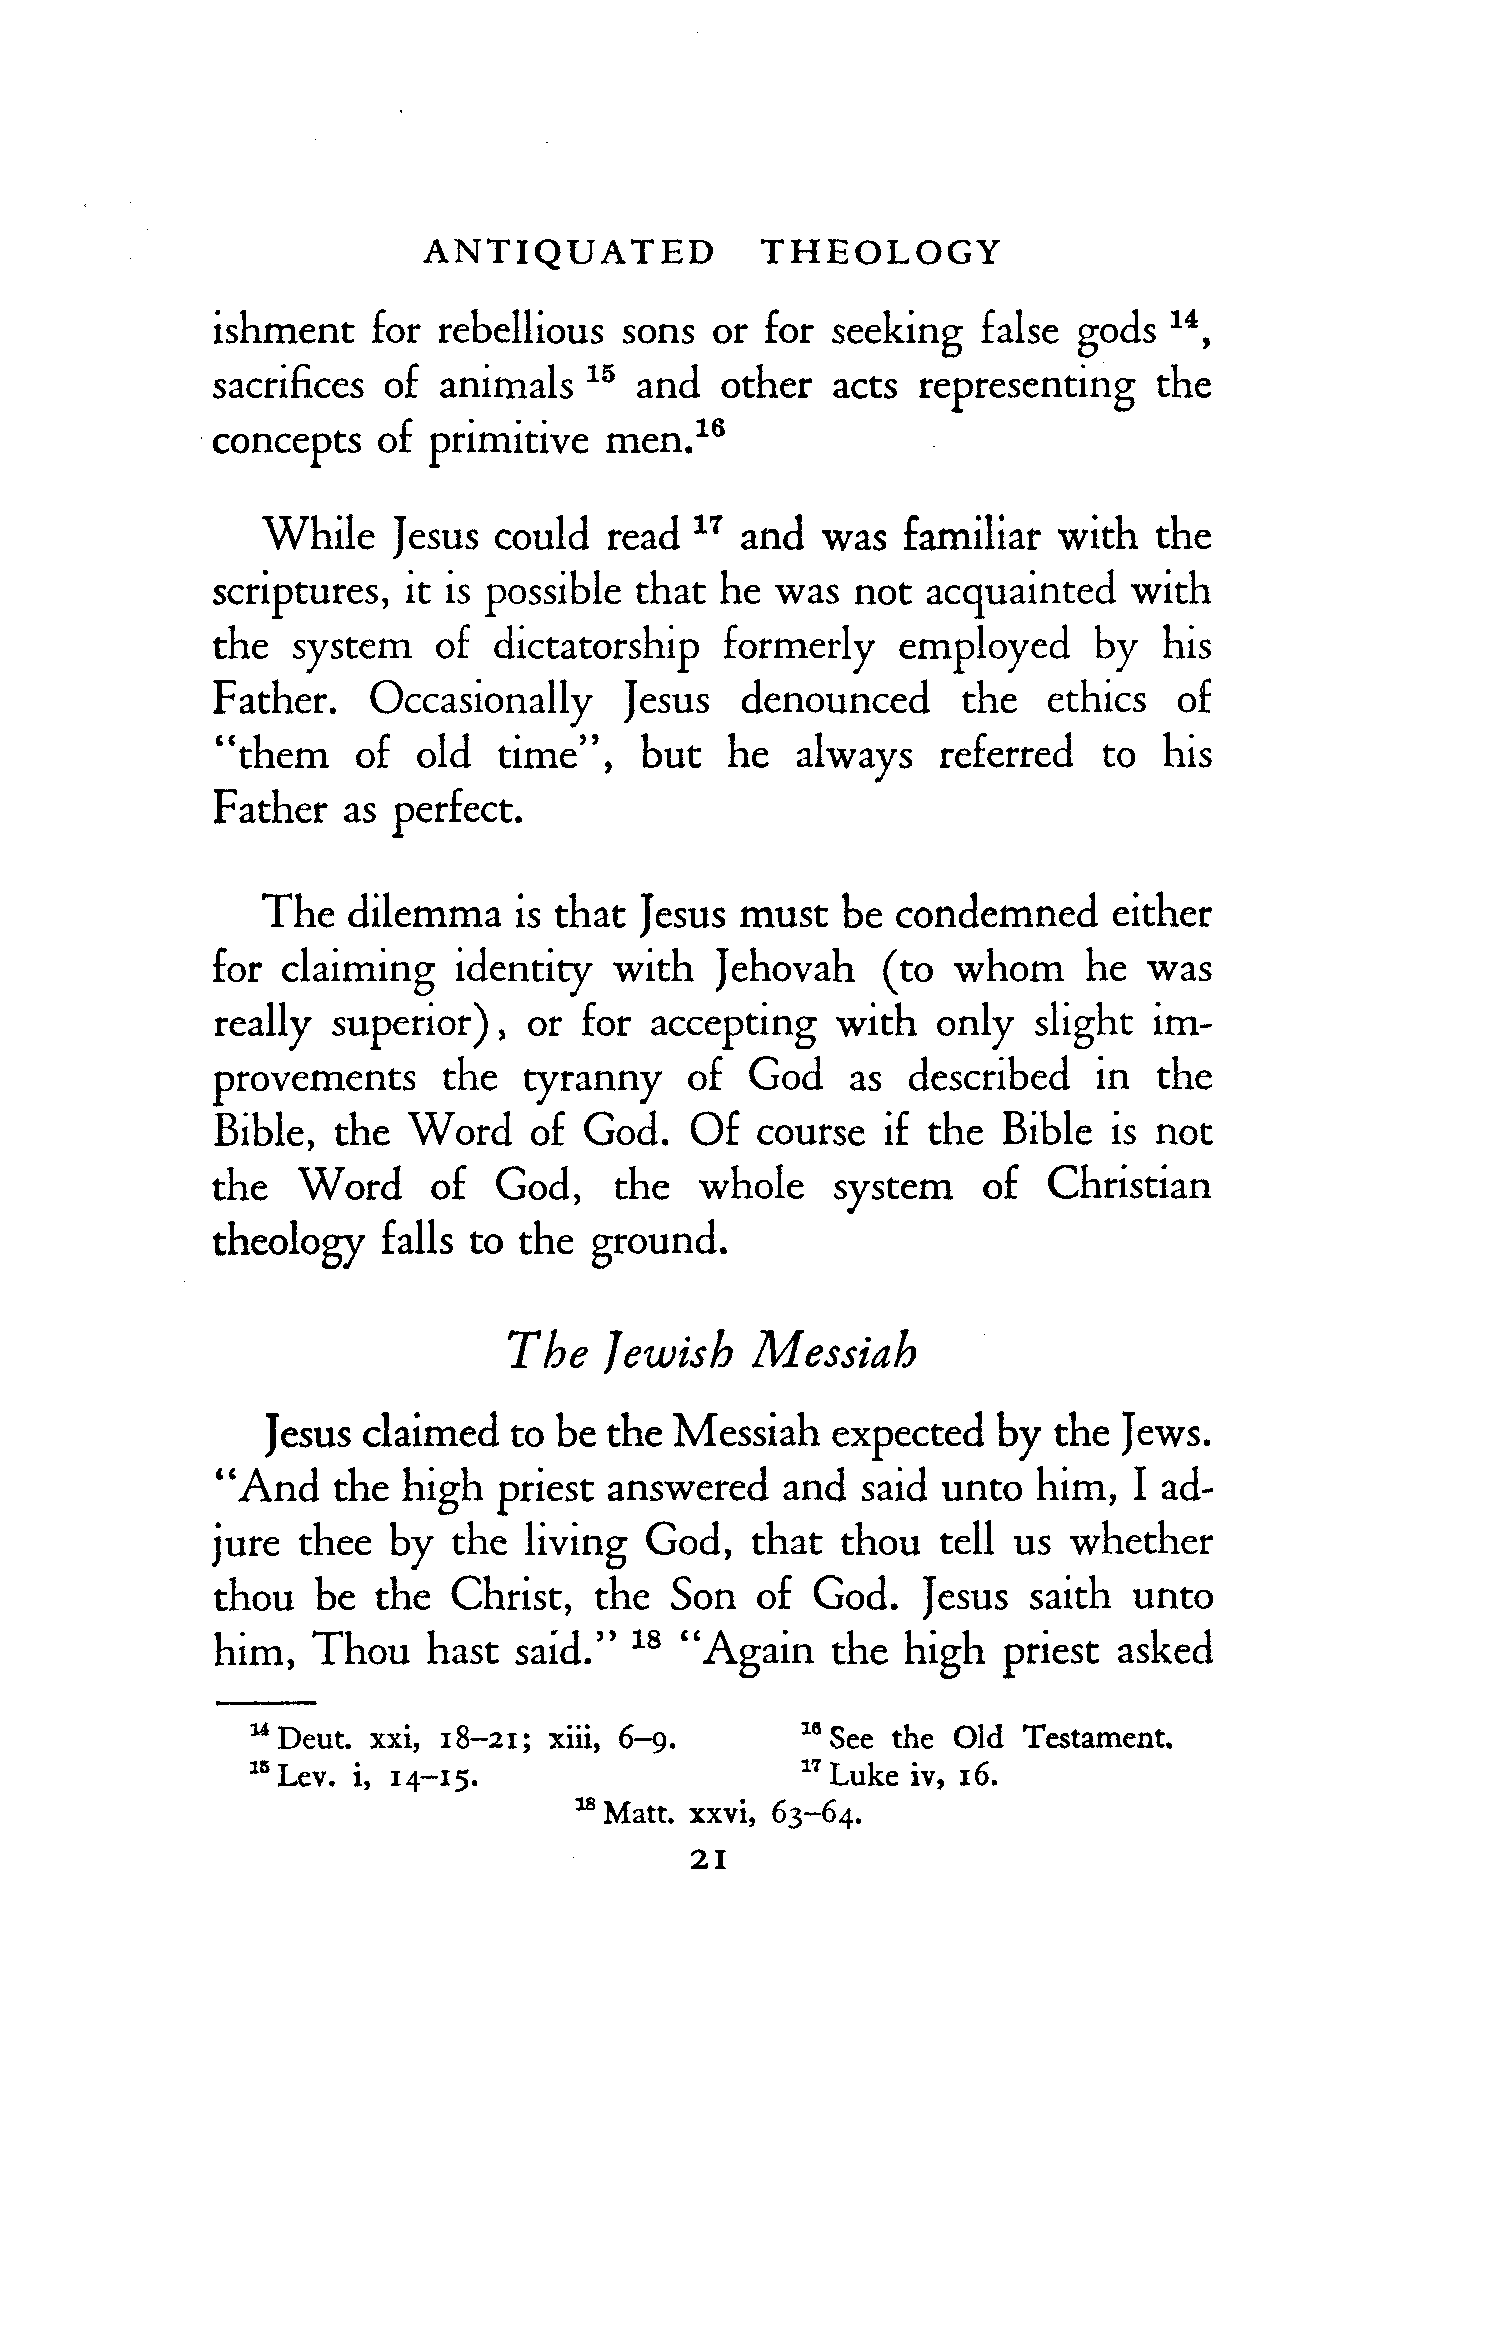 ANTIQUATED THEOLOGY
ishment for rebellious sons or for seeking false gods ¹⁴,
sacrifices of animals ¹⁵ and other acts representing the
concepts of primitive men.¹⁶
While Jesus could read ¹⁷ and was familiar with the
scriptures, it is possible that he was not acquainted with
the system of dictatorship formerly employed by his
Father. Occasionally Jesus denounced the ethics of
“them of old time”, but he always referred to his
Father as perfect.
The dilemma is that Jesus must be condemned either
for claiming identity with Jehovah (to whom he was
really superior), or for accepting with only slight im-
provements the tyranny of God as described in the
Bible, the Word of God. Of course if the Bible is not
the Word of God, the whole system of Christian
theology falls to the ground.
The Jewish Messiah
Jesus claimed to be the Messiah expected by the Jews.
“And the high priest answered and said unto him, I ad-
jure thee by the living God, that thou tell us whether
thou be the Christ, the Son of God. Jesus saith unto
him, Thou hast said.” ¹⁸ “Again the high priest asked
¹⁴ Deut. xxi, 18–21; xiii, 6–9. ¹⁶ See the Old Testament.
¹⁵ Lev. i, 14–15. ¹⁷ Luke iv, 16.
¹⁸ Matt. xxvi, 63–64.
21